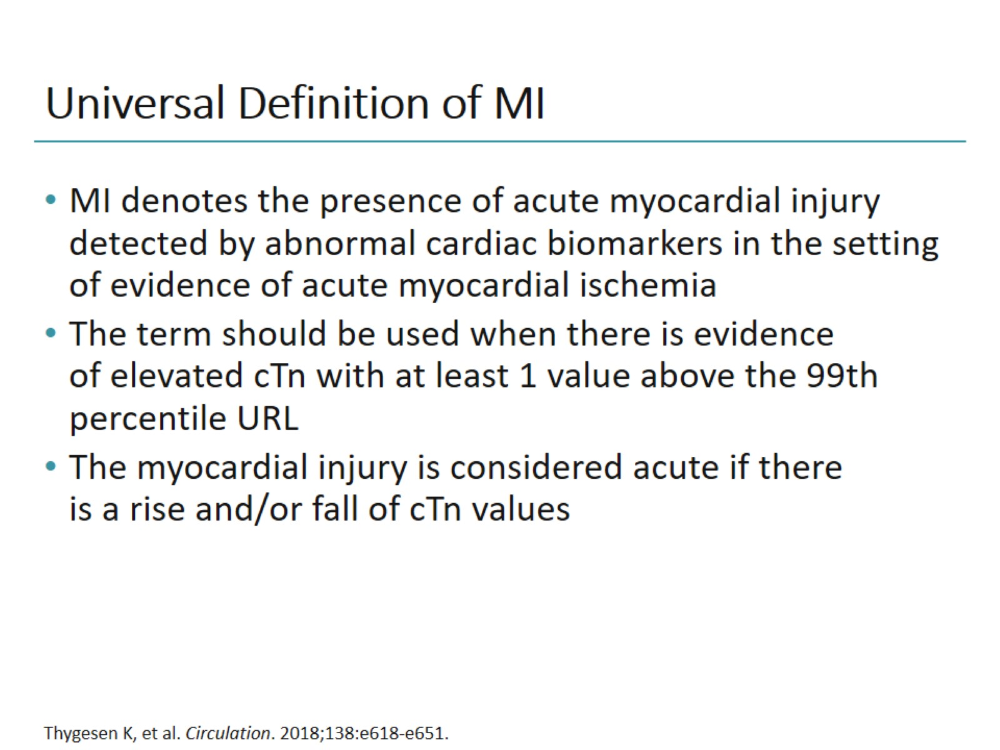 Universal Definition of MI
• MI denotes the presence of acute myocardial injury
detected by abnormal cardiac biomarkers in the setting
of evidence of acute myocardial ischemia
• The term should be used when there is evidence
of elevated cTn with at least 1 value above the 99th
percentile URL
• The myocardial injury is considered acute if there
is a rise and/or fall of cTn values
Thygesen K, et al. Circulation. 2018;138:e618-e651.